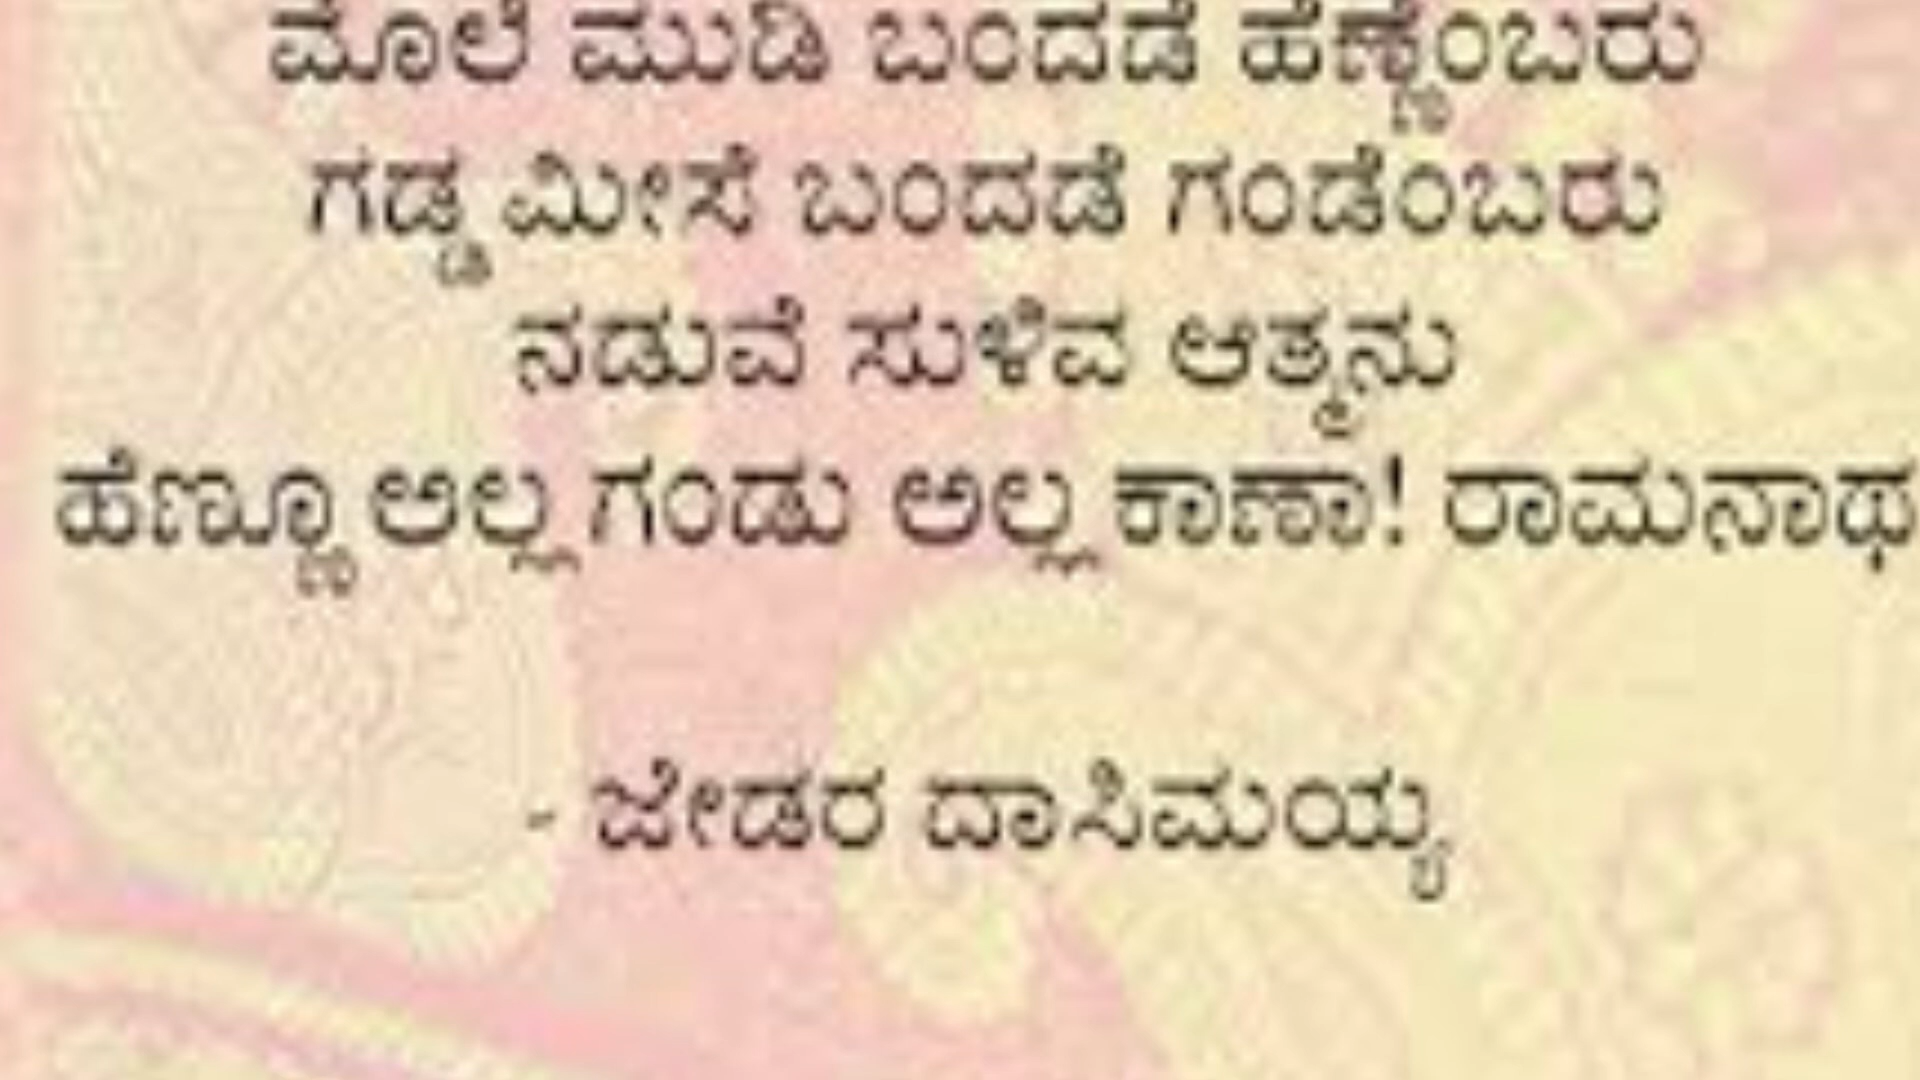 ಮೊಲೆ ಮುಡಿ ಬಂದಡೆ ಹೆಣ್ಣೆಂಬರು
ಗಡ್ಡ ಮೀಸೆ ಬಂದಡೆ ಗಂಡೆಂಬರು
ನಡುವೆ ಸುಳಿವ ಆತ್ಮನು
ಹೆಣ್ಣೂ ಅಲ್ಲ ಗಂಡು ಅಲ್ಲ ಕಾಣಾ! ರಾಮನಾಥ
- ಜೇಡರ ದಾಸಿಮಯ್ಯ